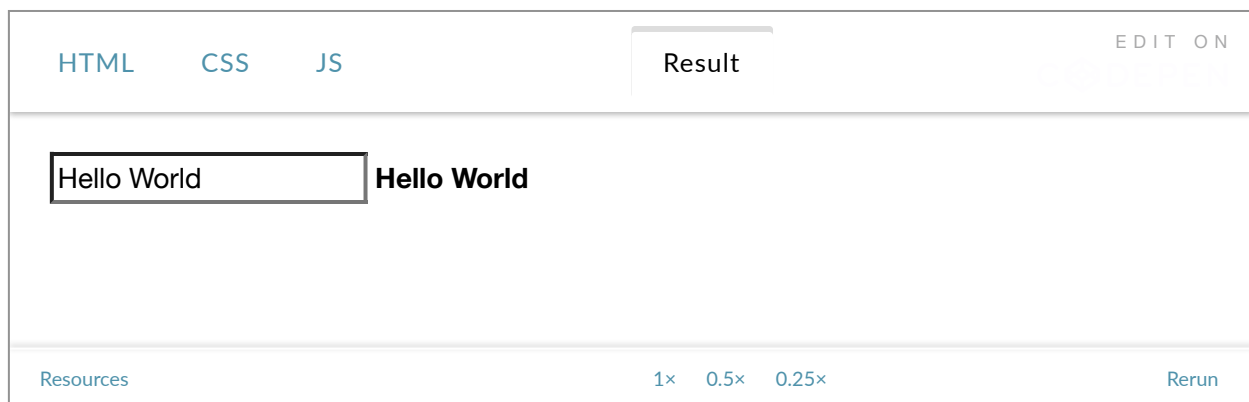 HTML CSS JS Result EDIT ON
Hello World Hello World
Resources 1× 0.5× 0.25× Rerun